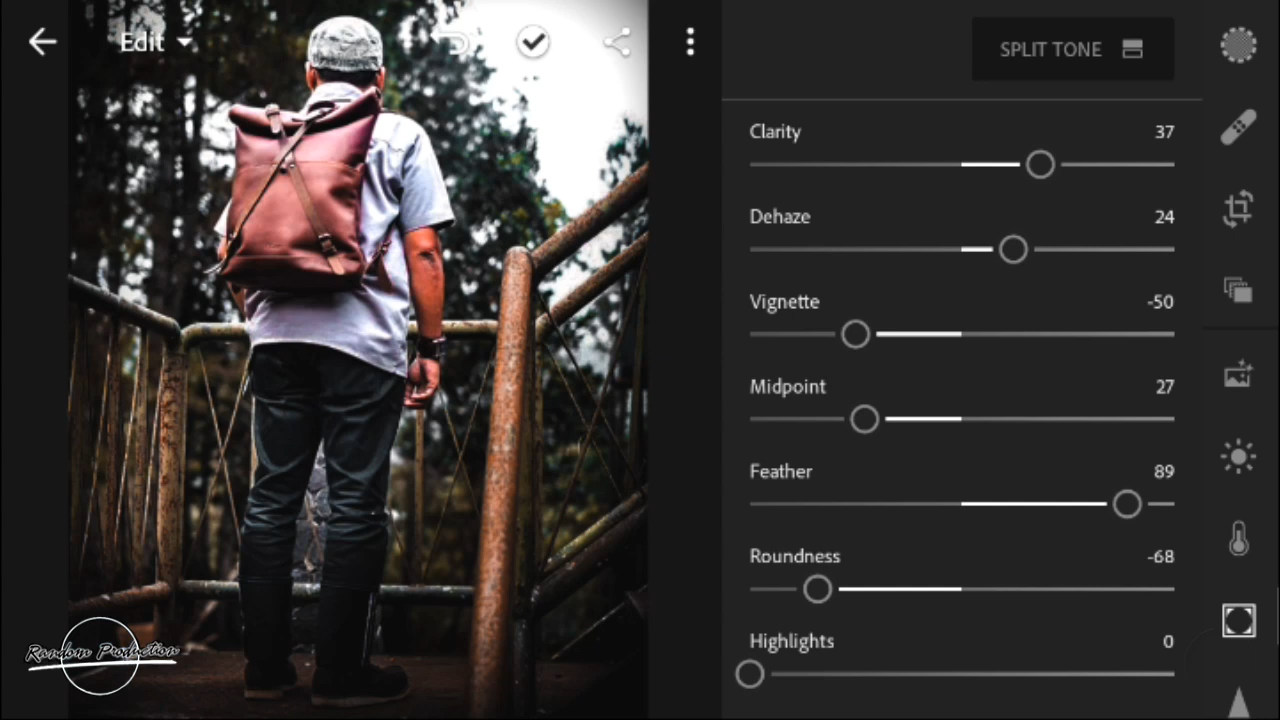 Edit
SPLIT TONE
Clarity 37
Dehaze 24
Vignette -50
Midpoint 27
Feather 89
Roundness -68
Highlights 0
Random Production